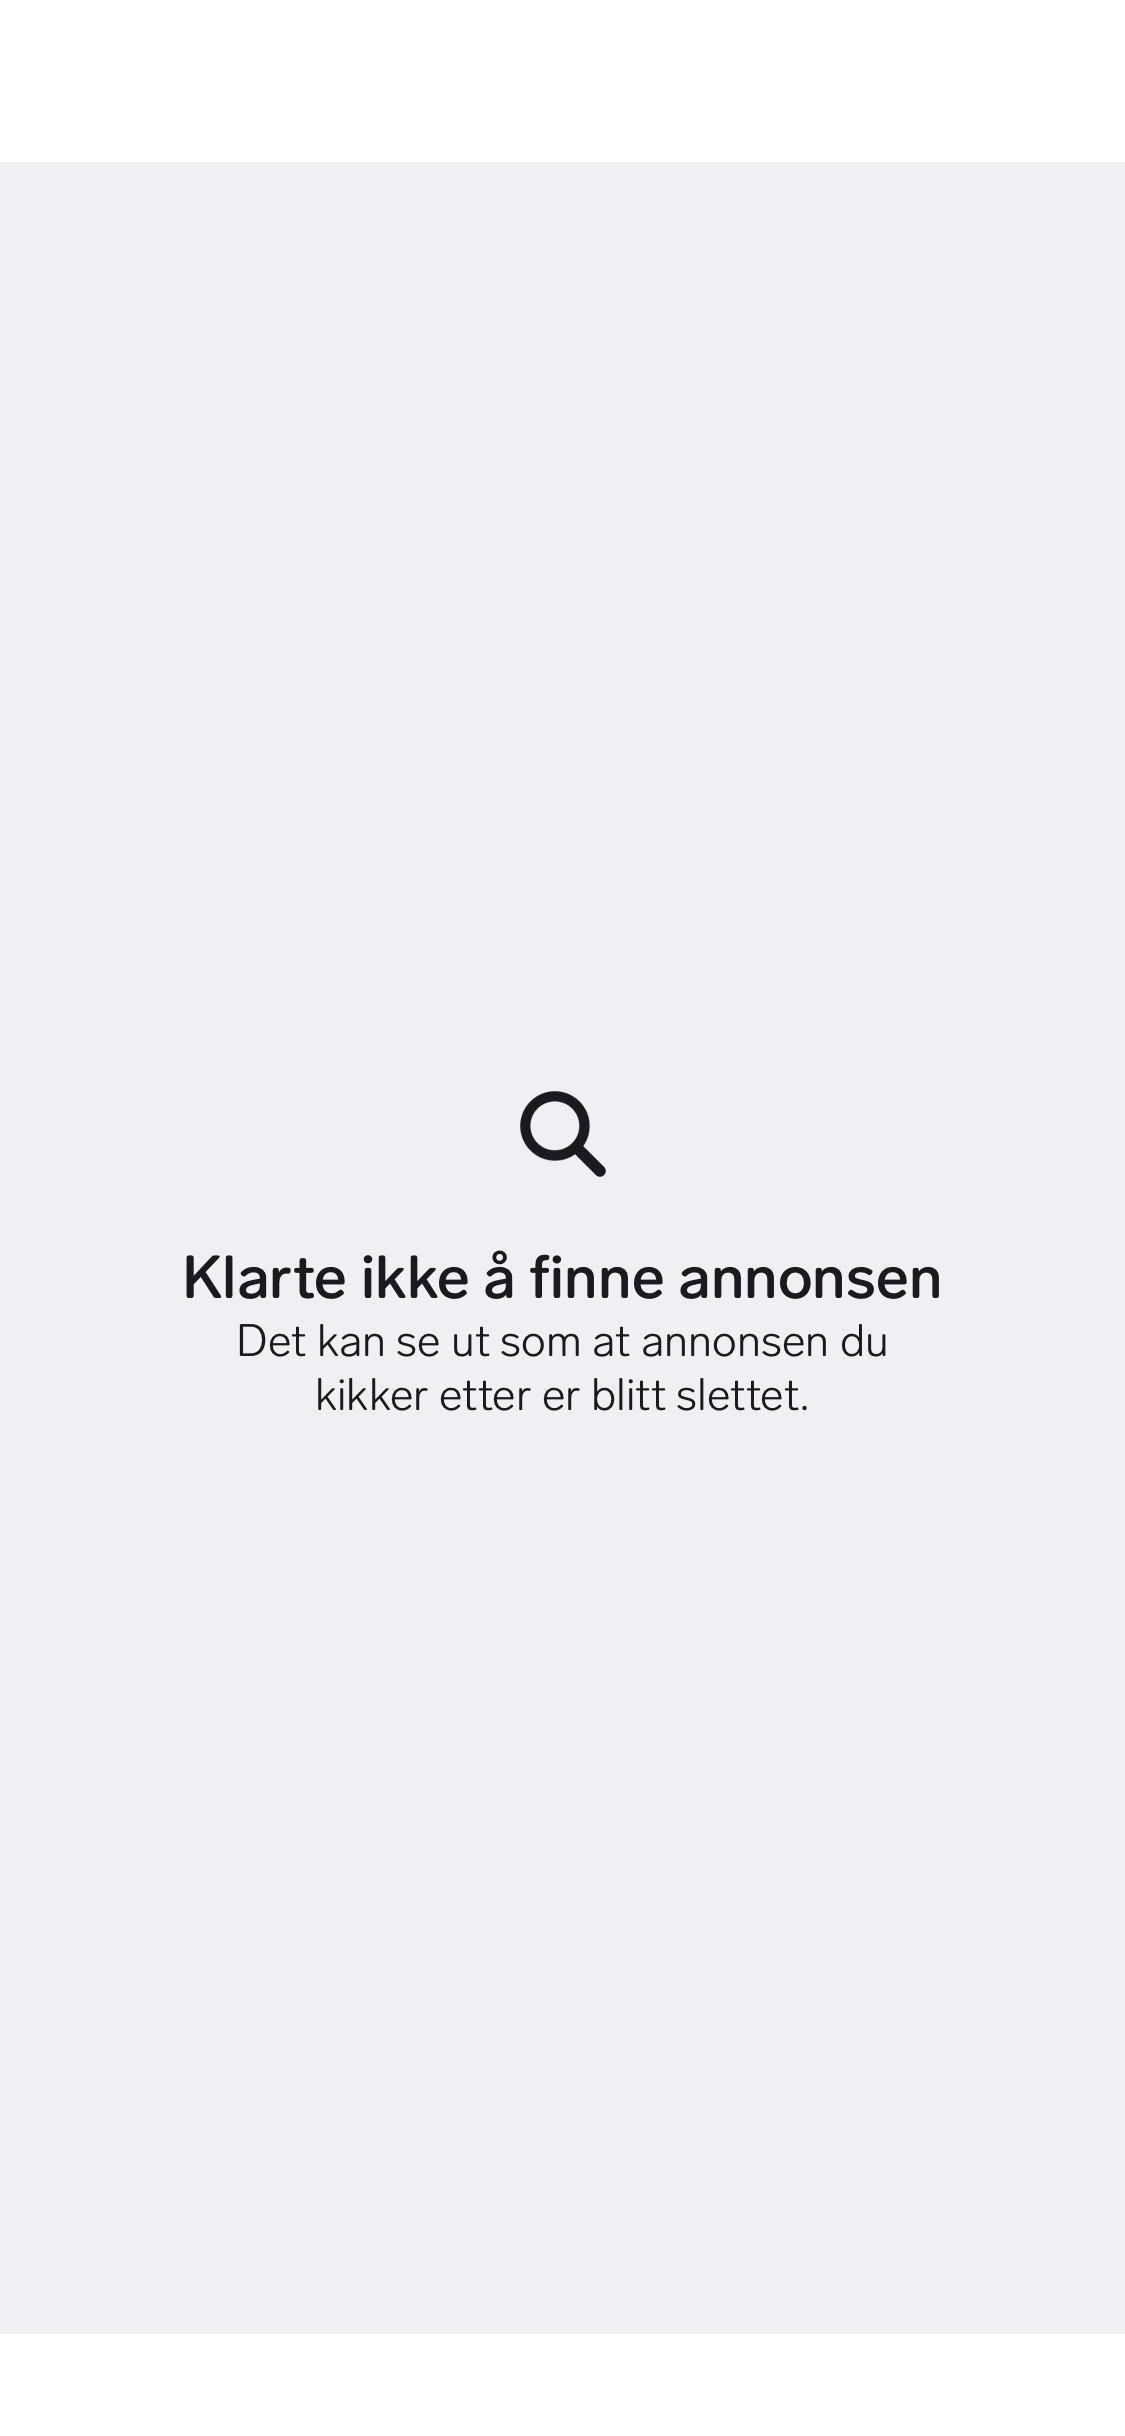 Klarte ikke å finne annonsen
Det kan se ut som at annonsen du
kikker etter er blitt slettet.